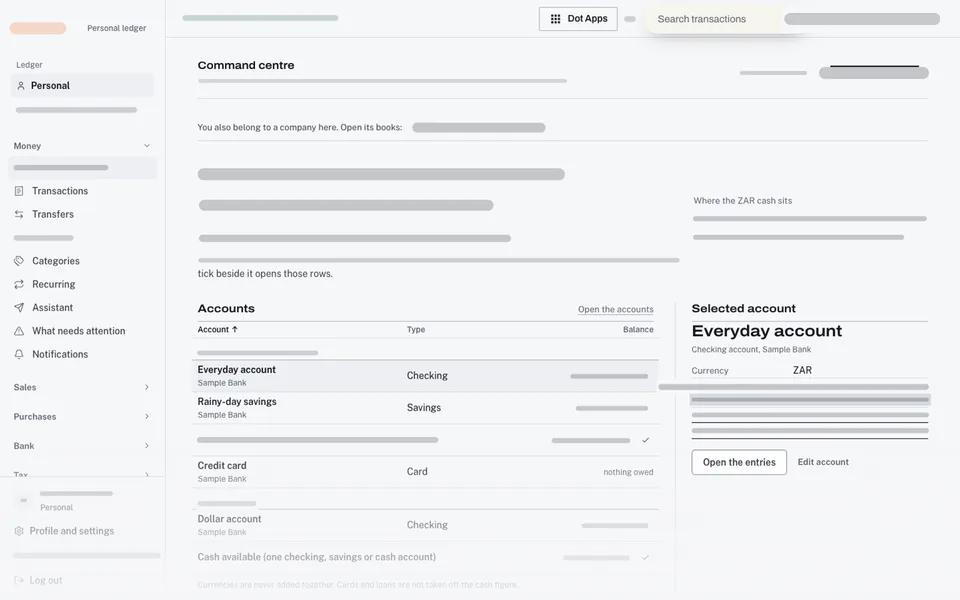 Personal ledger
Dot Apps
Search transactions
Ledger
Personal
Money
Transactions
Transfers
Categories
Recurring
Assistant
What needs attention
Notifications
Sales
Purchases
Bank
Tax
Personal
Profile and settings
Log out
Command centre
You also belong to a company here. Open its books:
Where the ZAR cash sits
tick beside it opens those rows.
Accounts
Open the accounts
Account ↑ Type Balance
Everyday account
Sample Bank
Checking
Rainy-day savings
Sample Bank
Savings
Credit card
Sample Bank
Card
nothing owed
Dollar account
Sample Bank
Checking
Cash available (one checking, savings or cash account)
Currencies are never added together. Cards and loans are not taken off the cash figure.
Selected account
Everyday account
Checking account, Sample Bank
Currency ZAR
Open the entries
Edit account